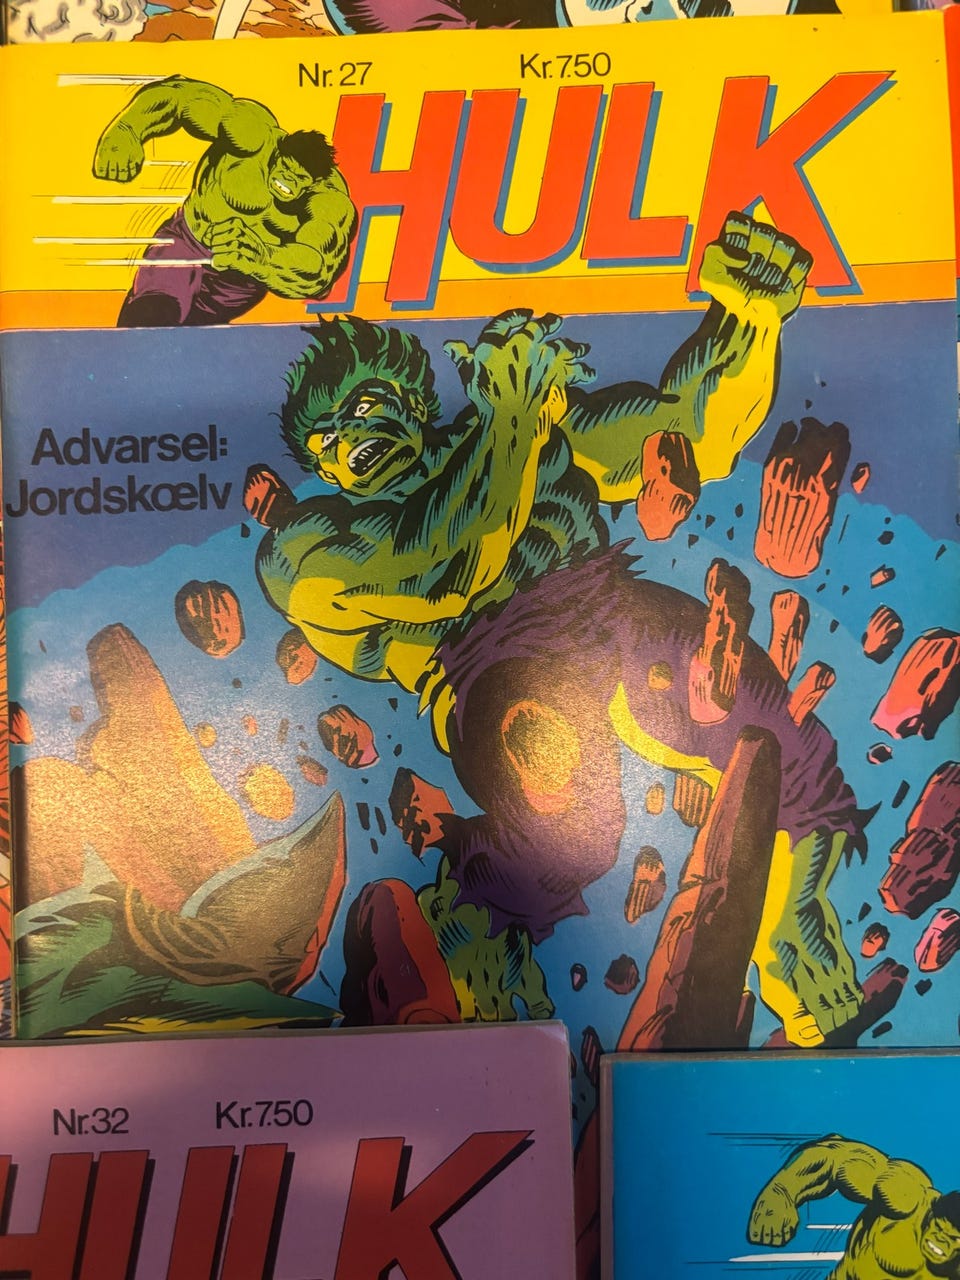 Nr. 27 Kr. 7.50
HULK
Advarsel:
Jordskælv
Nr. 32 Kr. 7.50
HULK